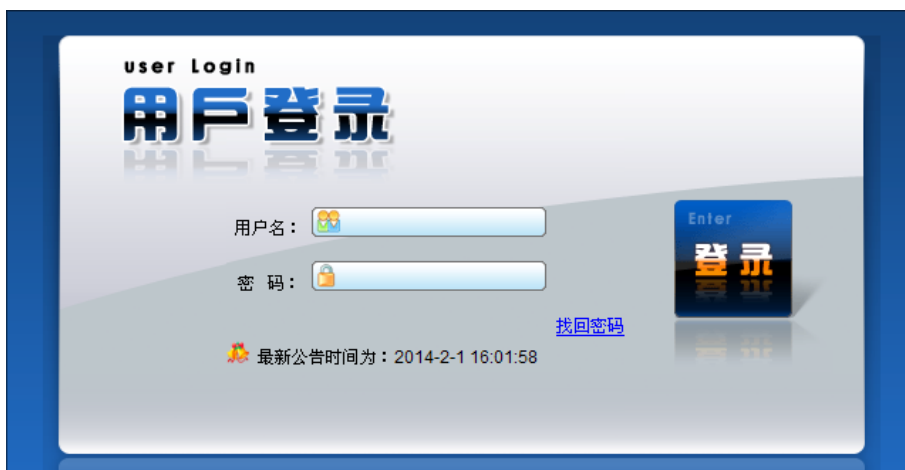 user Login
用戶登录
用户名：
Enter
登录
密 码：
找回密码
最新公告时间为：2014-2-1 16:01:58